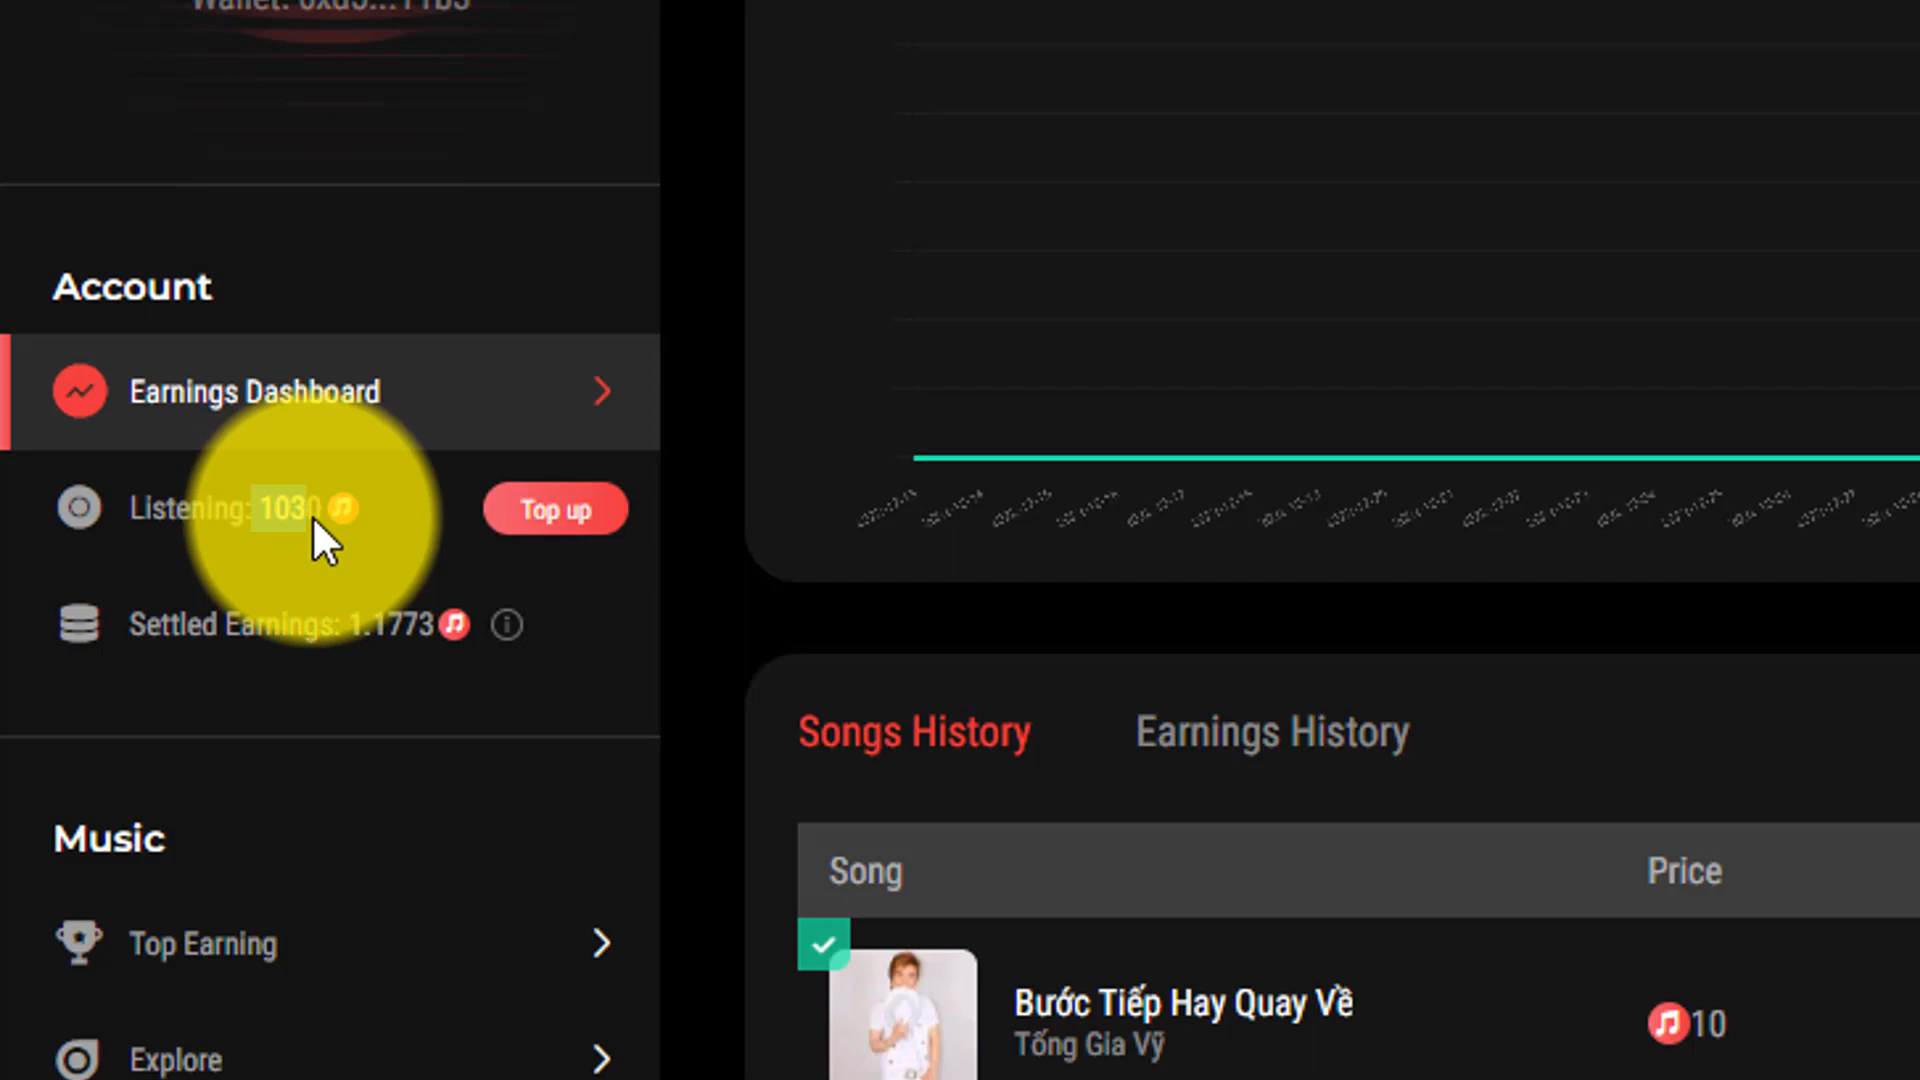 Account
Earnings Dashboard
Listening: 1030
Top up
Settled Earnings: 1.1773
Songs History
Earnings History
Music
Song
Price
Top Earning
Bước Tiếp Hay Quay Về
10
Tống Gia Vỹ
Explore